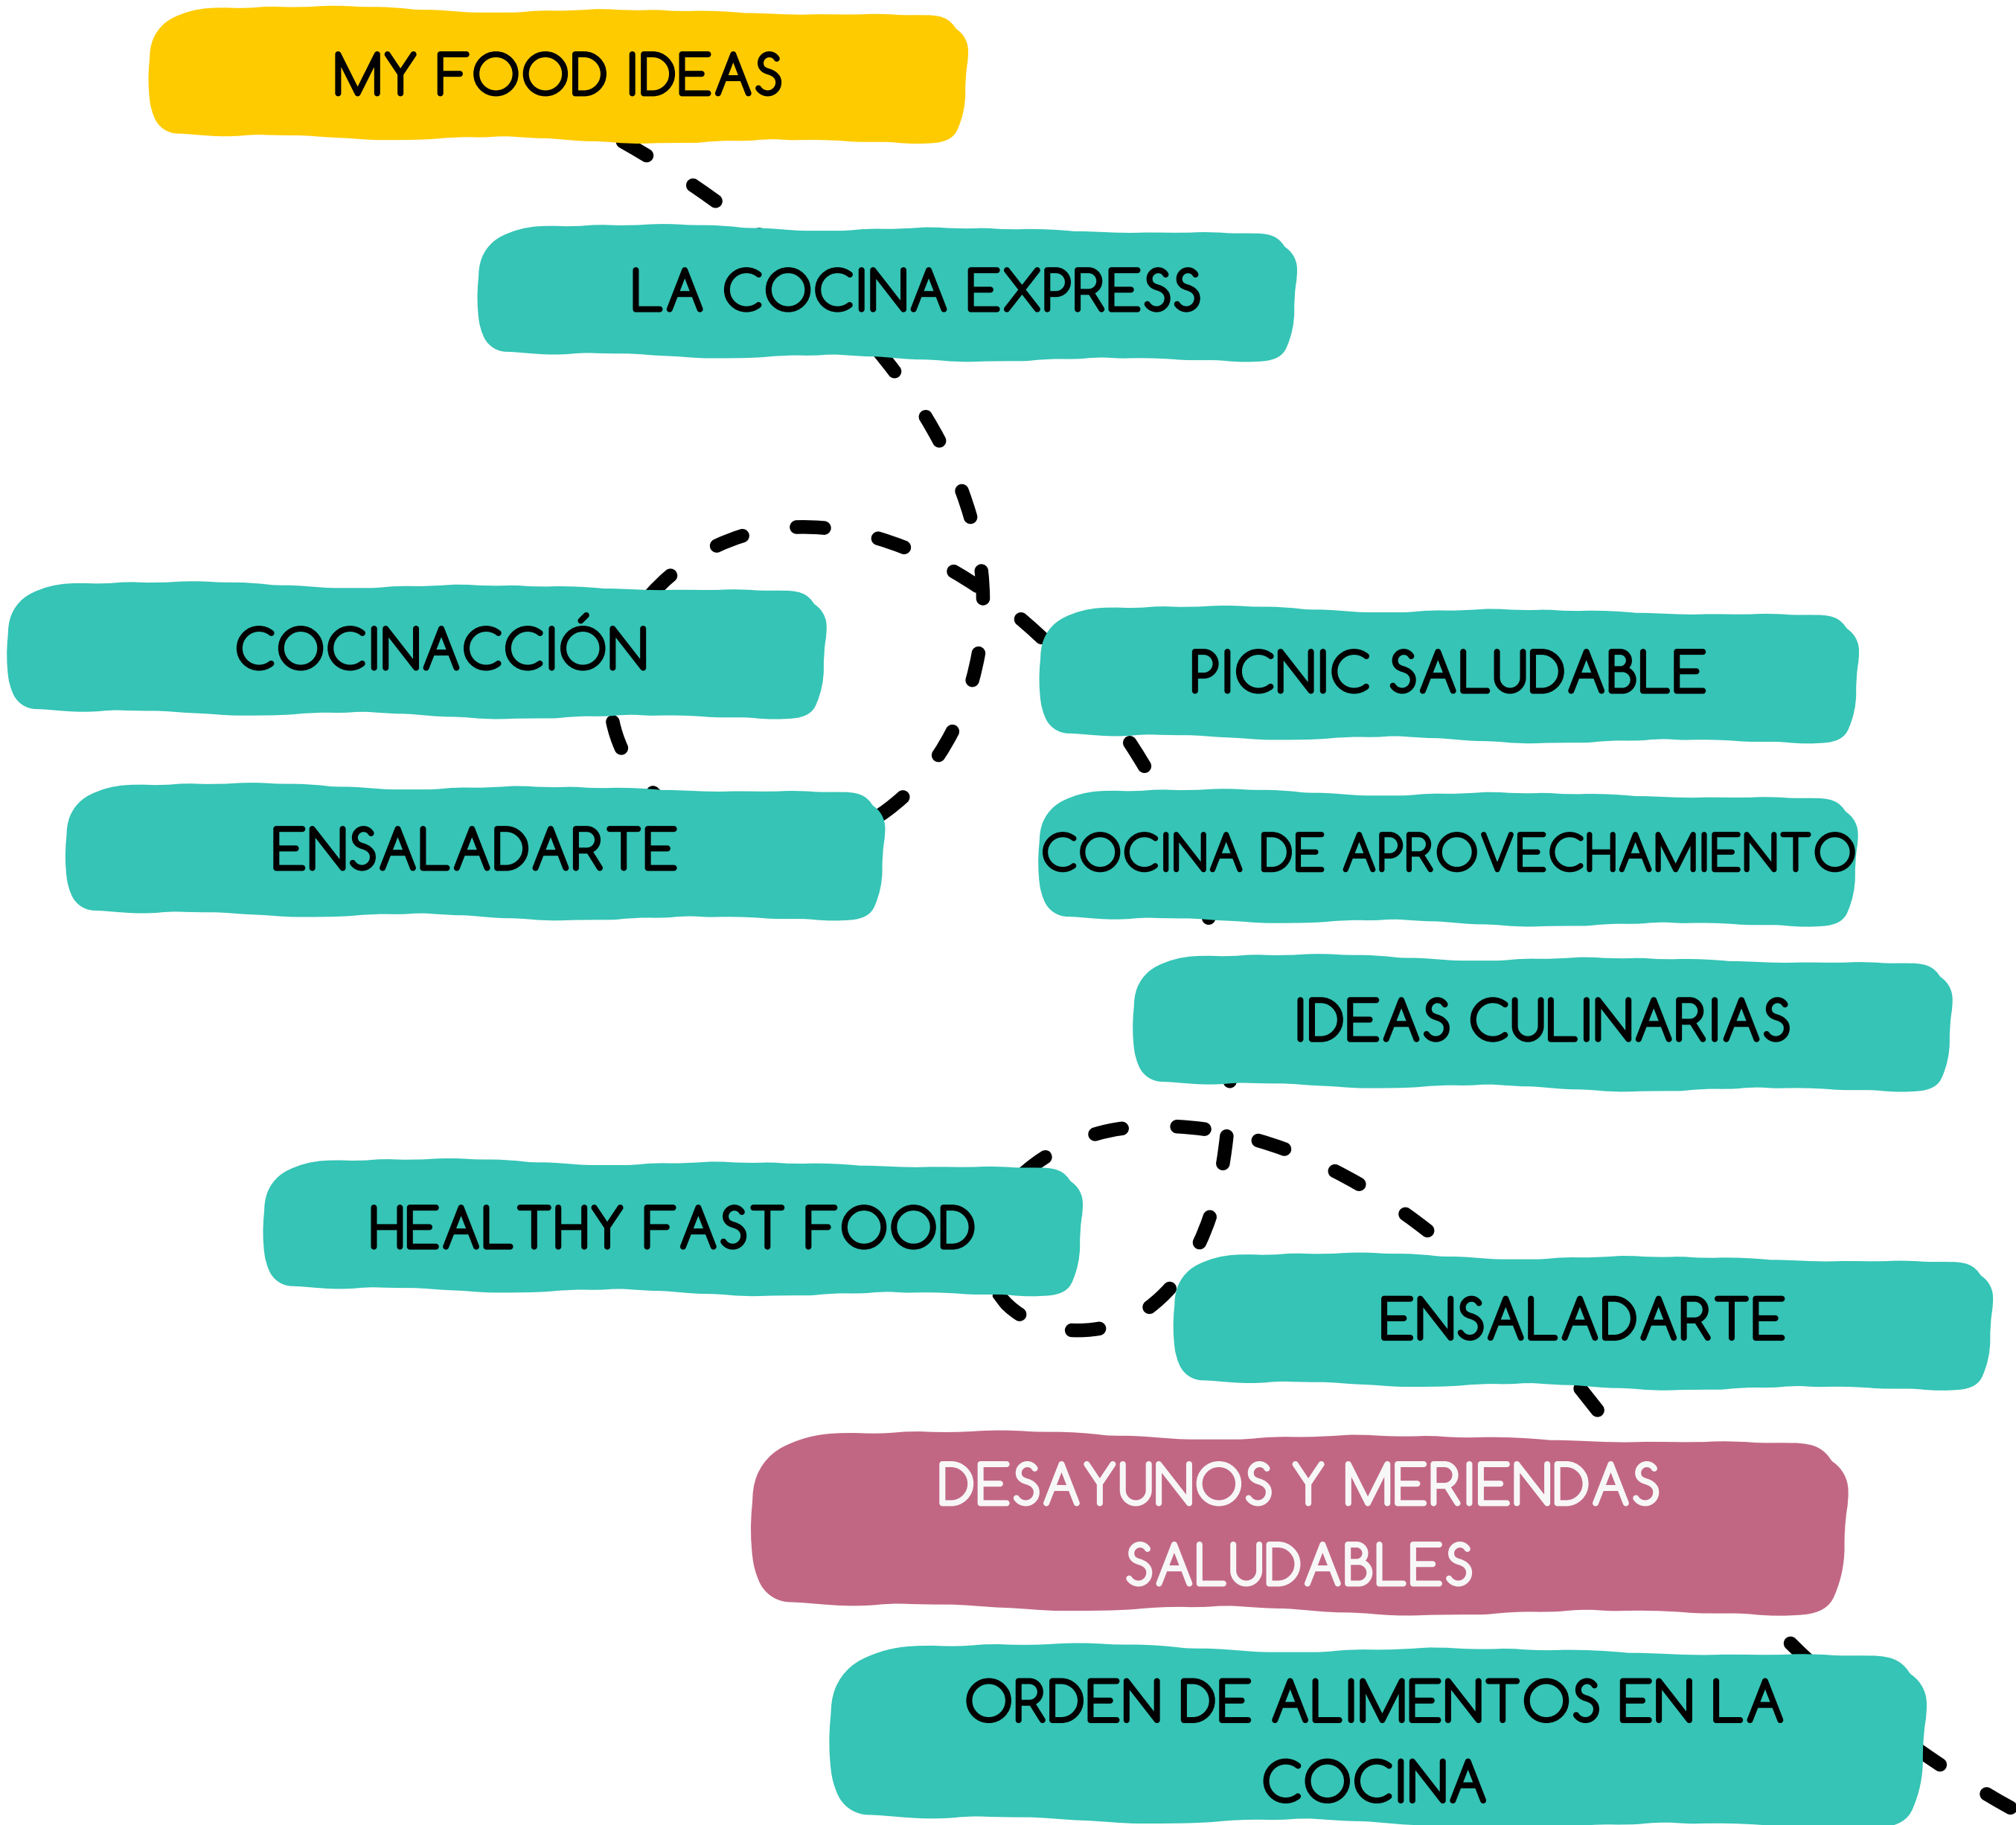 MY FOOD IDEAS
LA COCINA EXPRESS
COCINACCIÓN
PICNIC SALUDABLE
ENSALADARTE
COCINA DE APROVECHAMIENTO
IDEAS CULINARIAS
HEALTHY FAST FOOD
ENSALADARTE
DESAYUNOS Y MERIENDAS
SALUDABLES
ORDEN DE ALIMENTOS EN LA
COCINA